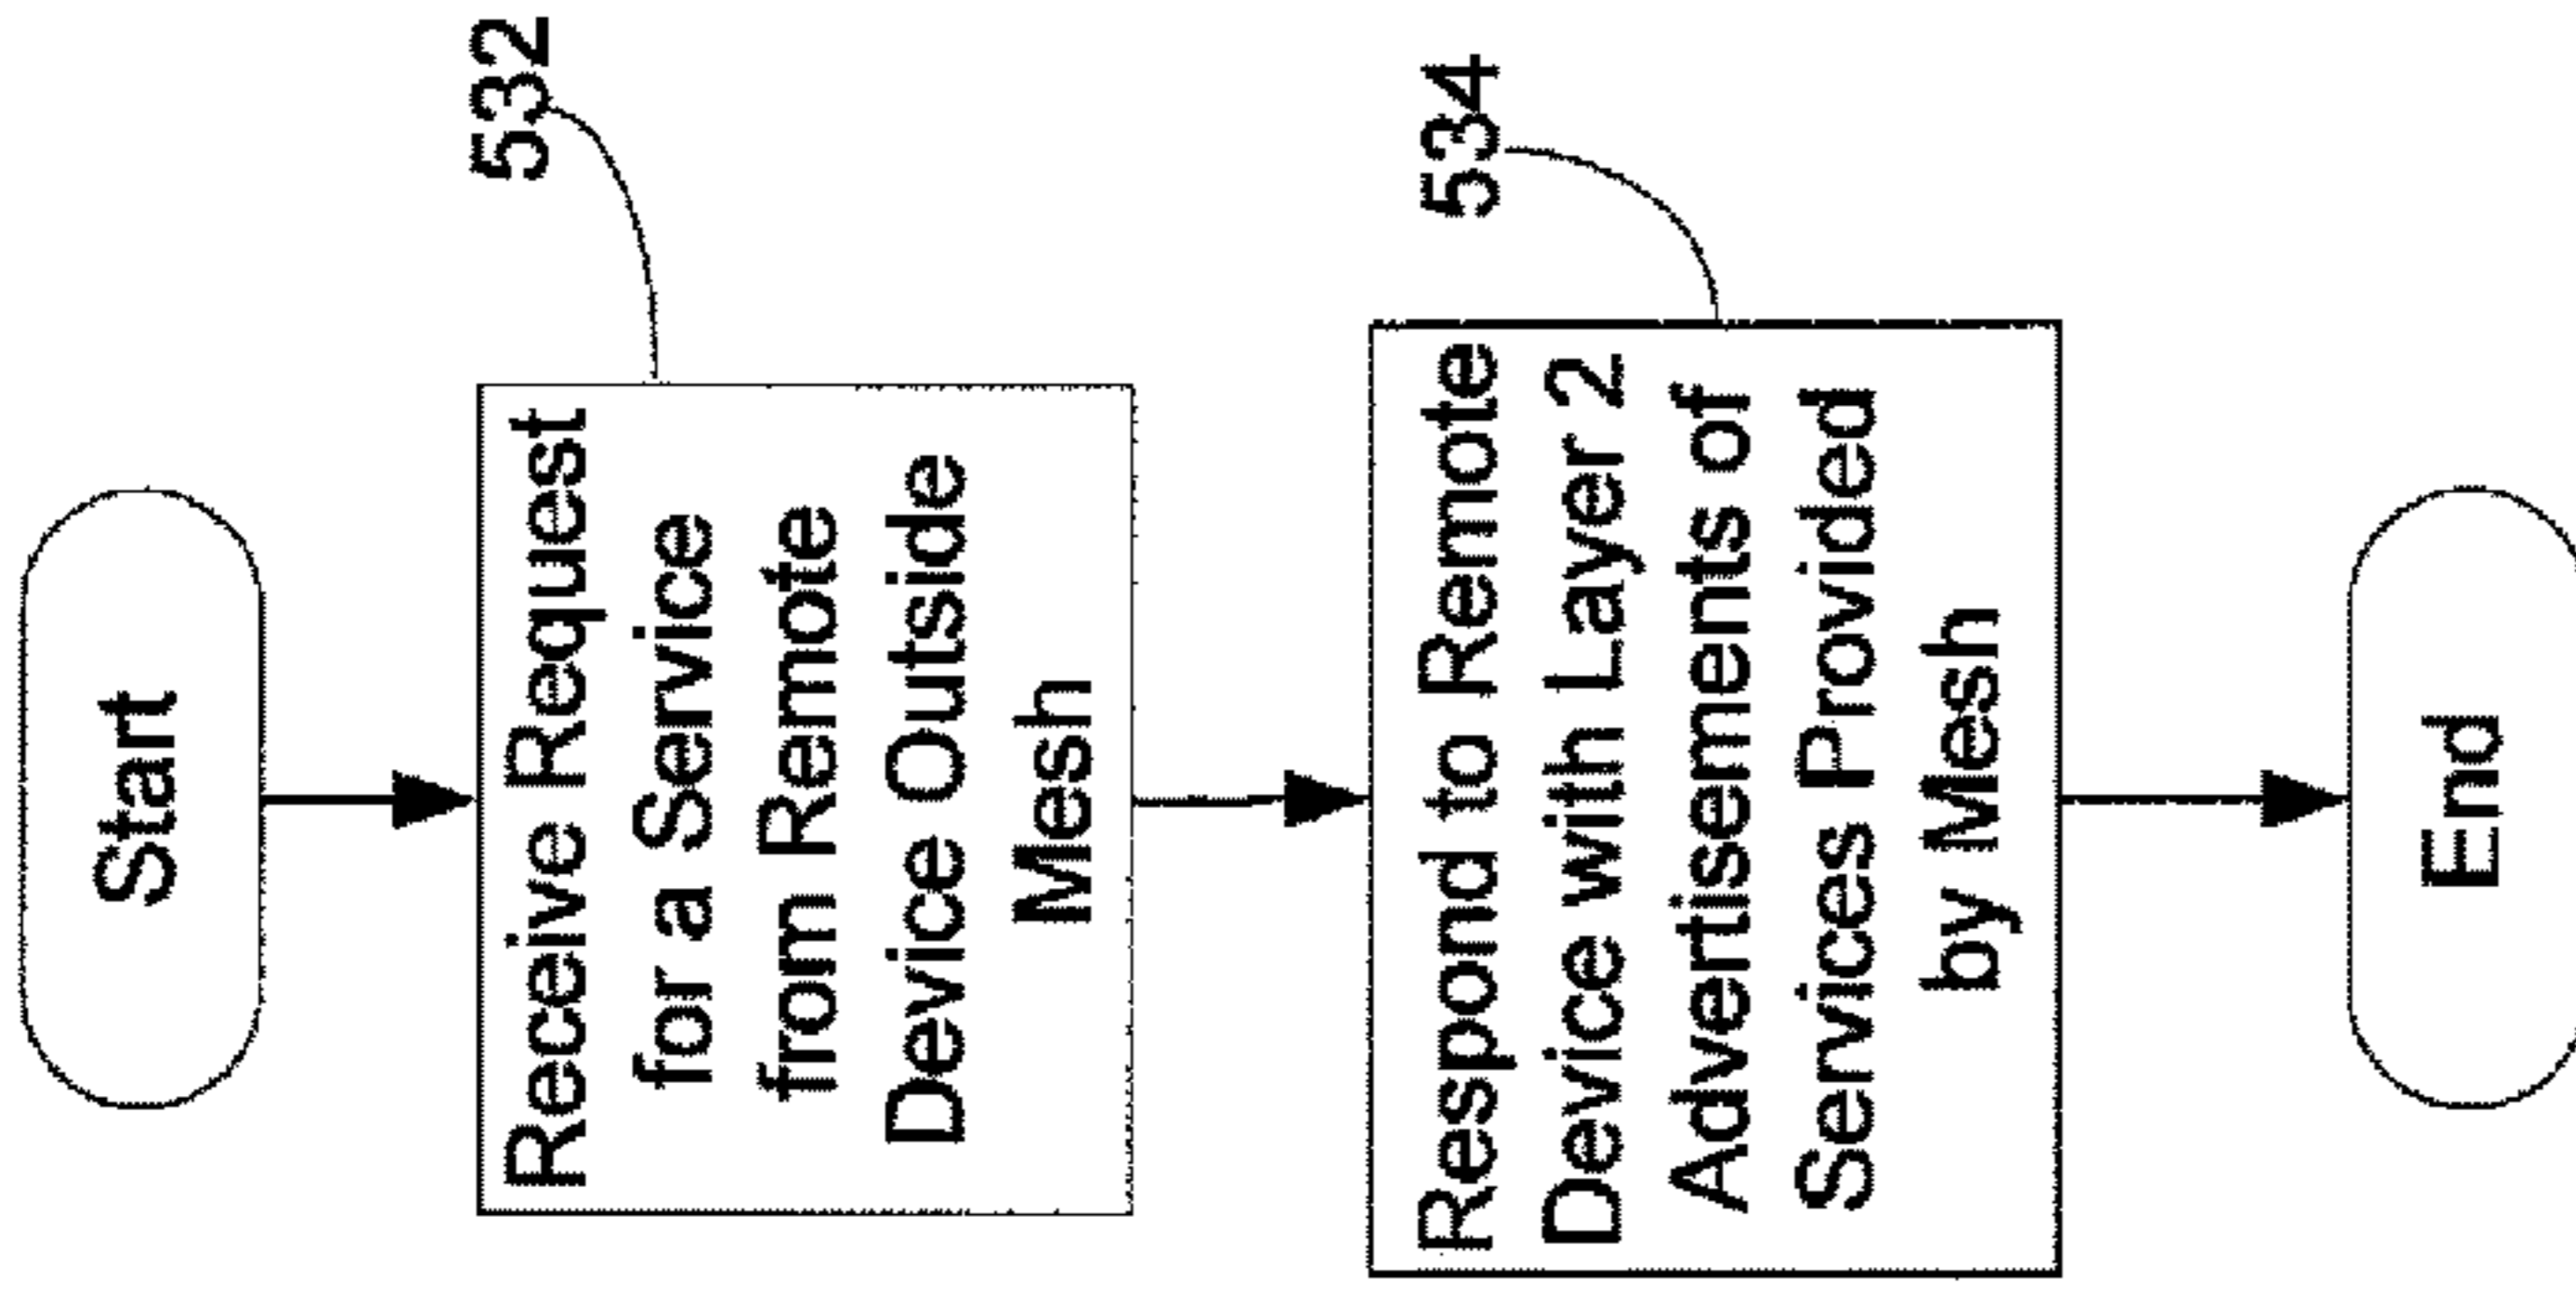 Start
532
Receive Request
for a Service
from Remote
Device Outside
Mesh
534
Respond to Remote
Device with Layer 2
Advertisements of
Services Provided
by Mesh
End